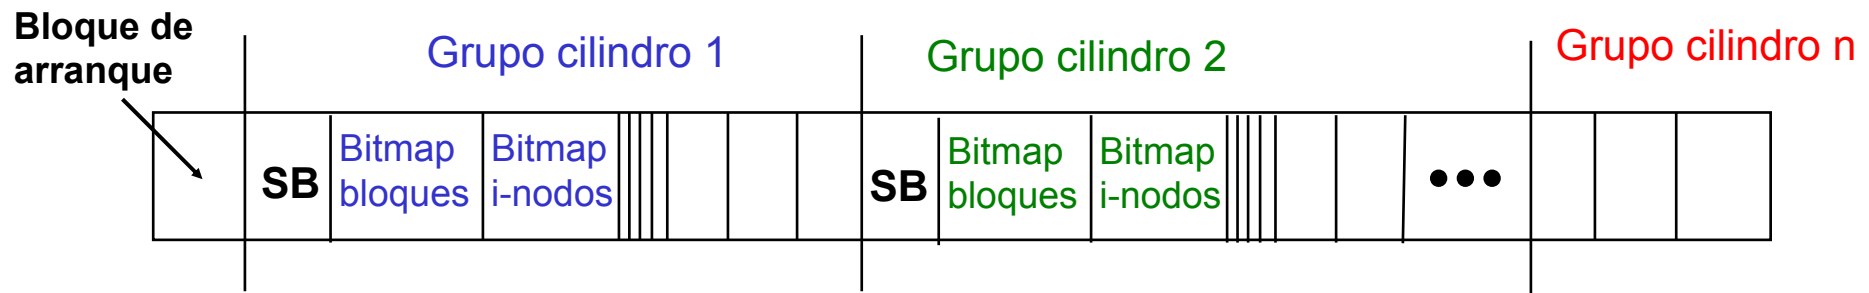 Bloque de
arranque
Grupo cilindro 1
Grupo cilindro 2
Grupo cilindro n
SB
Bitmap
bloques
Bitmap
i-nodos
SB
Bitmap
bloques
Bitmap
i-nodos
●●●